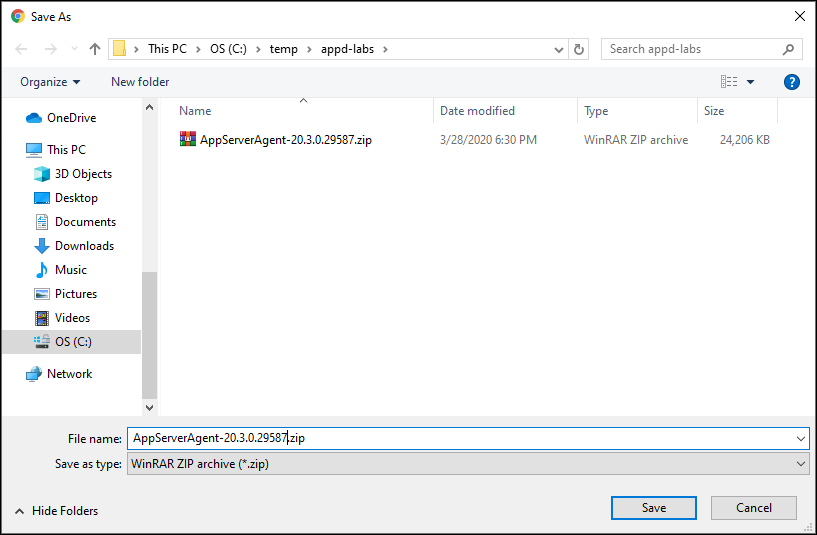 Save As
This PC > OS (C:) > temp > appd-labs >
Search appd-labs
Organize
New folder
?
Name
Date modified
Type
Size
AppServerAgent-20.3.0.29587.zip
3/28/2020 6:30 PM
WinRAR ZIP archive
24,206 KB
OneDrive
This PC
3D Objects
Desktop
Documents
Downloads
Music
Pictures
Videos
OS (C:)
Network
File name:
AppServerAgent-20.3.0.29587.zip
Save as type:
WinRAR ZIP archive (*.zip)
Hide Folders
Save
Cancel